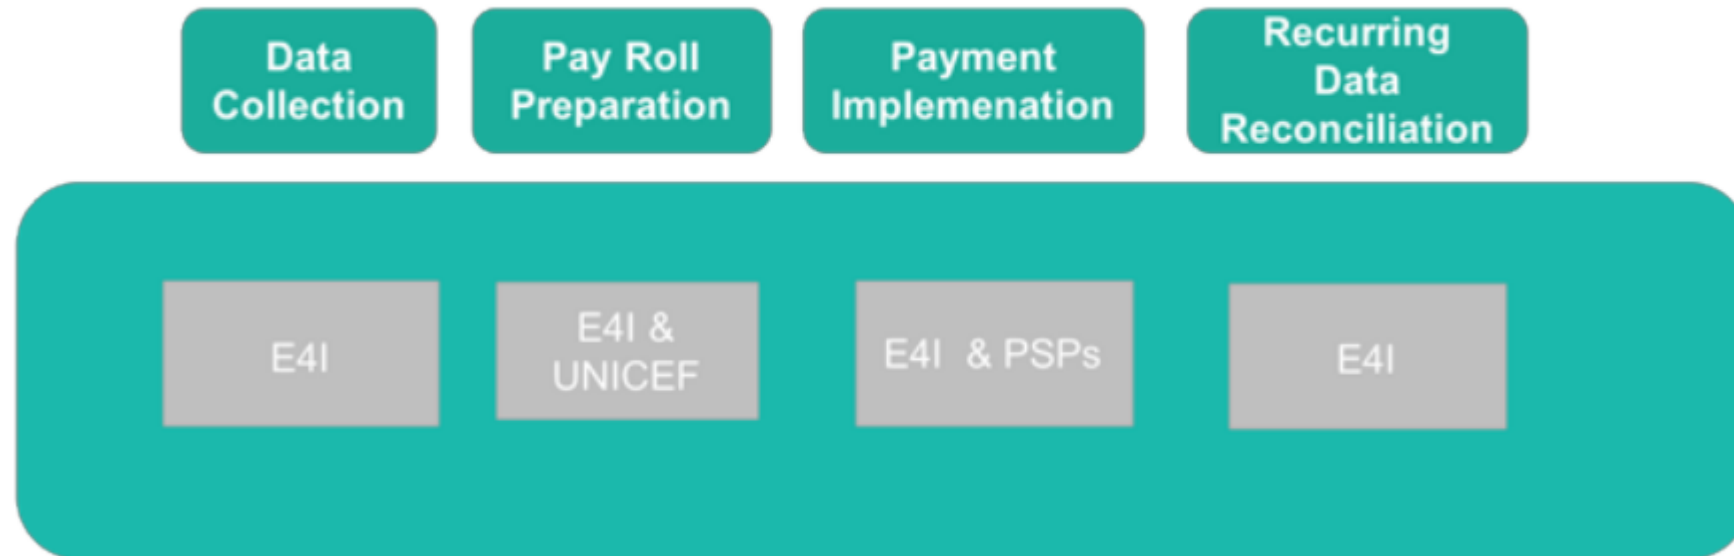 Data
Collection
Pay Roll
Preparation
Payment
Implemenation
Recurring
Data
Reconciliation
E4I
E4I &
UNICEF
E4I  & PSPs
E4I